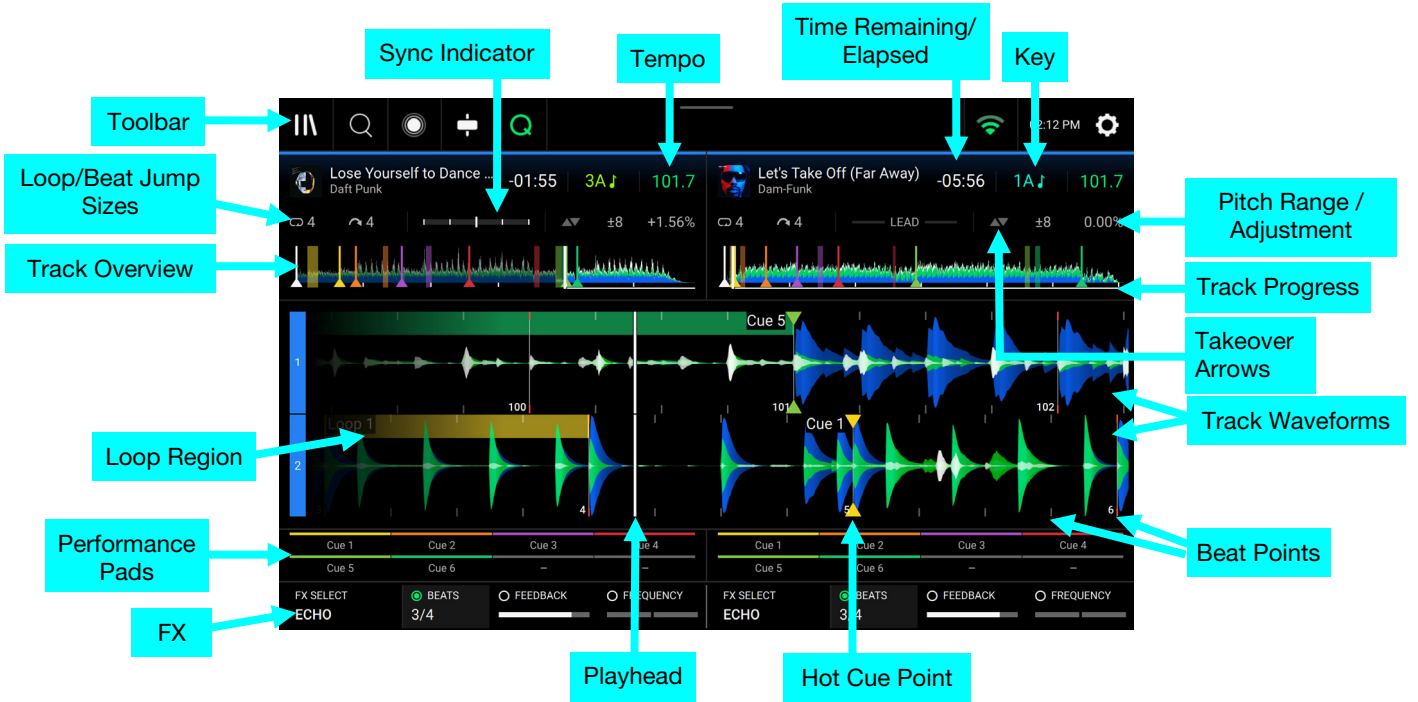 Time Remaining/
Elapsed
Sync Indicator
Tempo
Key
Toolbar
02:12 PM
Loop/Beat Jump
Sizes
Lose Yourself to Dance ...
Daft Punk
-01:55
3A
101.7
Let's Take Off (Far Away)
Dam-Funk
-05:56
1A
101.7
4
4
±8
+1.56%
4
4
LEAD
±8
0.00%
Pitch Range /
Adjustment
Track Overview
Track Progress
Cue 5
1
100
101
102
Takeover
Arrows
Track Waveforms
Loop 1
Cue 1
Loop Region
2
3
4
5
6
Performance
Pads
Cue 1
Cue 2
Cue 3
Cue 4
Cue 1
Cue 2
Cue 3
Cue 4
Cue 5
Cue 6
–
–
Cue 5
Cue 6
–
–
Beat Points
FX SELECT
BEATS
FEEDBACK
FREQUENCY
FX SELECT
BEATS
FEEDBACK
FREQUENCY
ECHO
3/4
ECHO
3/4
FX
Playhead
Hot Cue Point